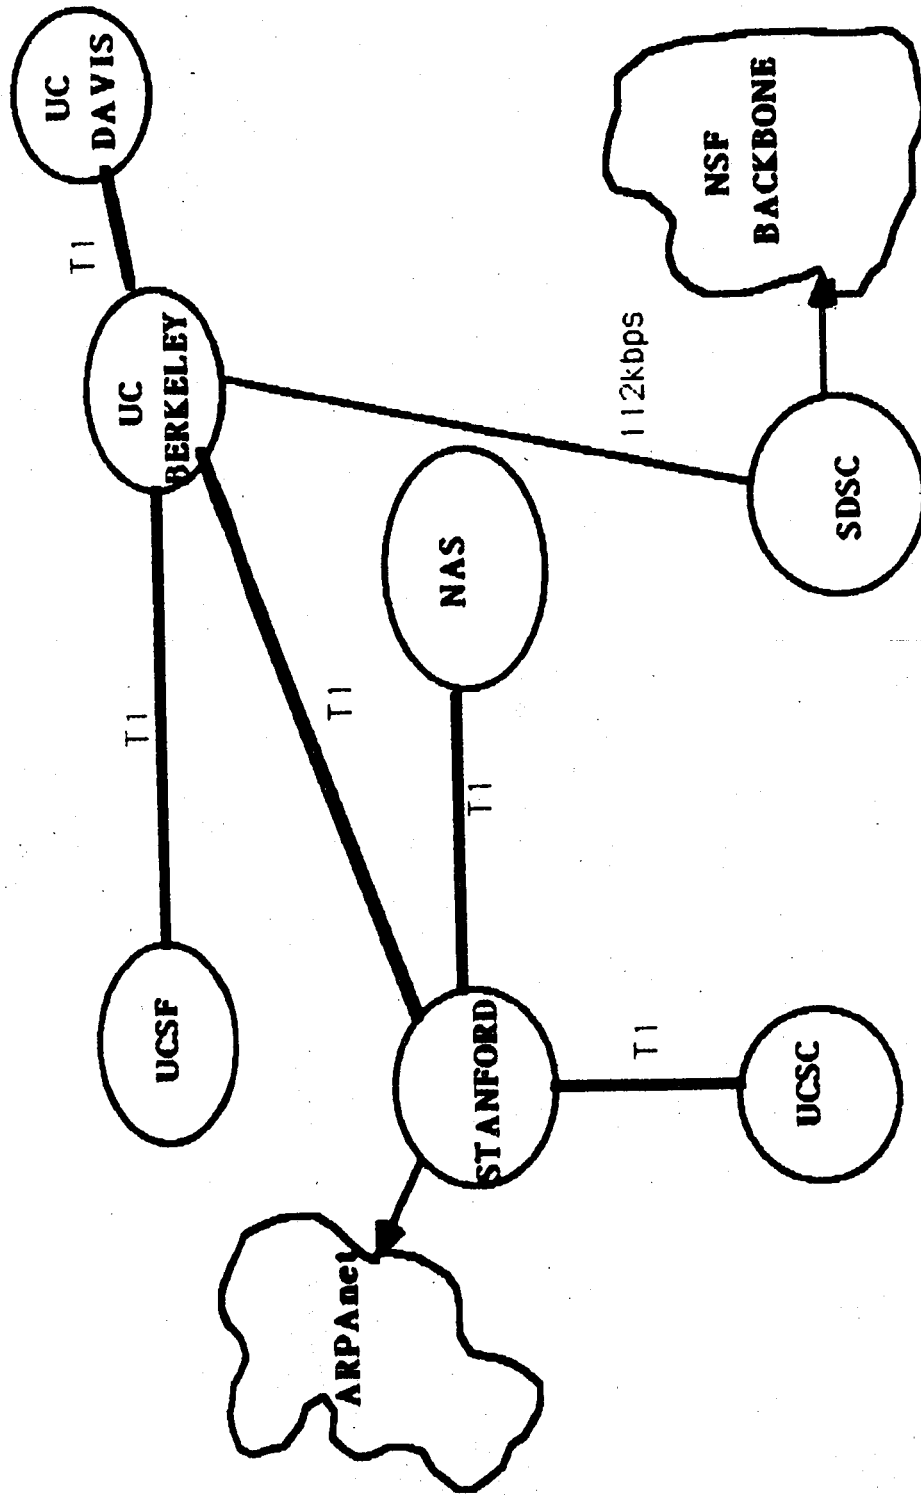 UC
DAVIS
T1
UC
BERKELEY
T1
UCSF
T1
112kbps
NSF
BACKBONE
NAS
T1
STANFORD
ARPAnet
T1
SDSC
UCSC